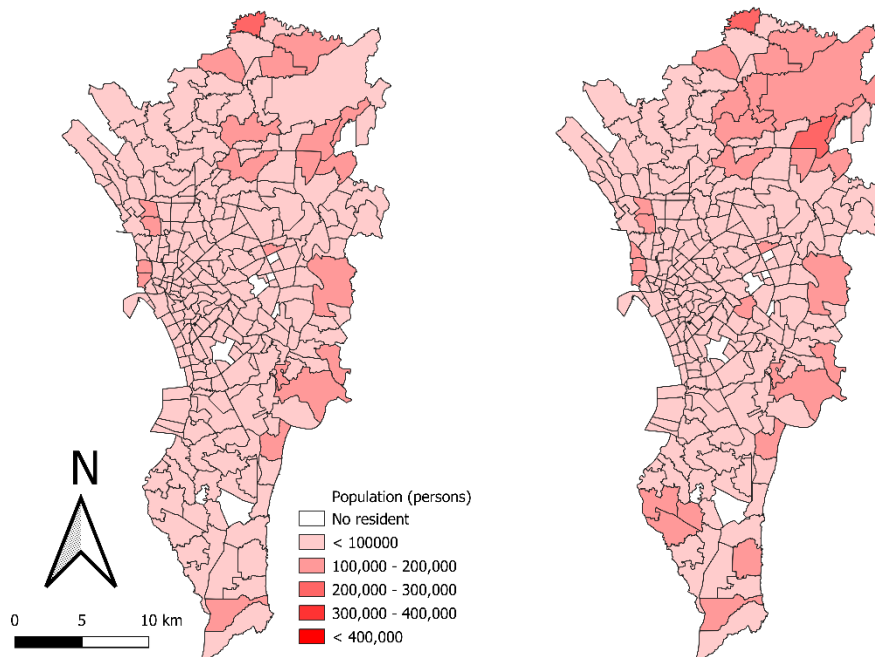 N
0 5 10 km
Population (persons)
No resident
< 100000
100,000 - 200,000
200,000 - 300,000
300,000 - 400,000
< 400,000